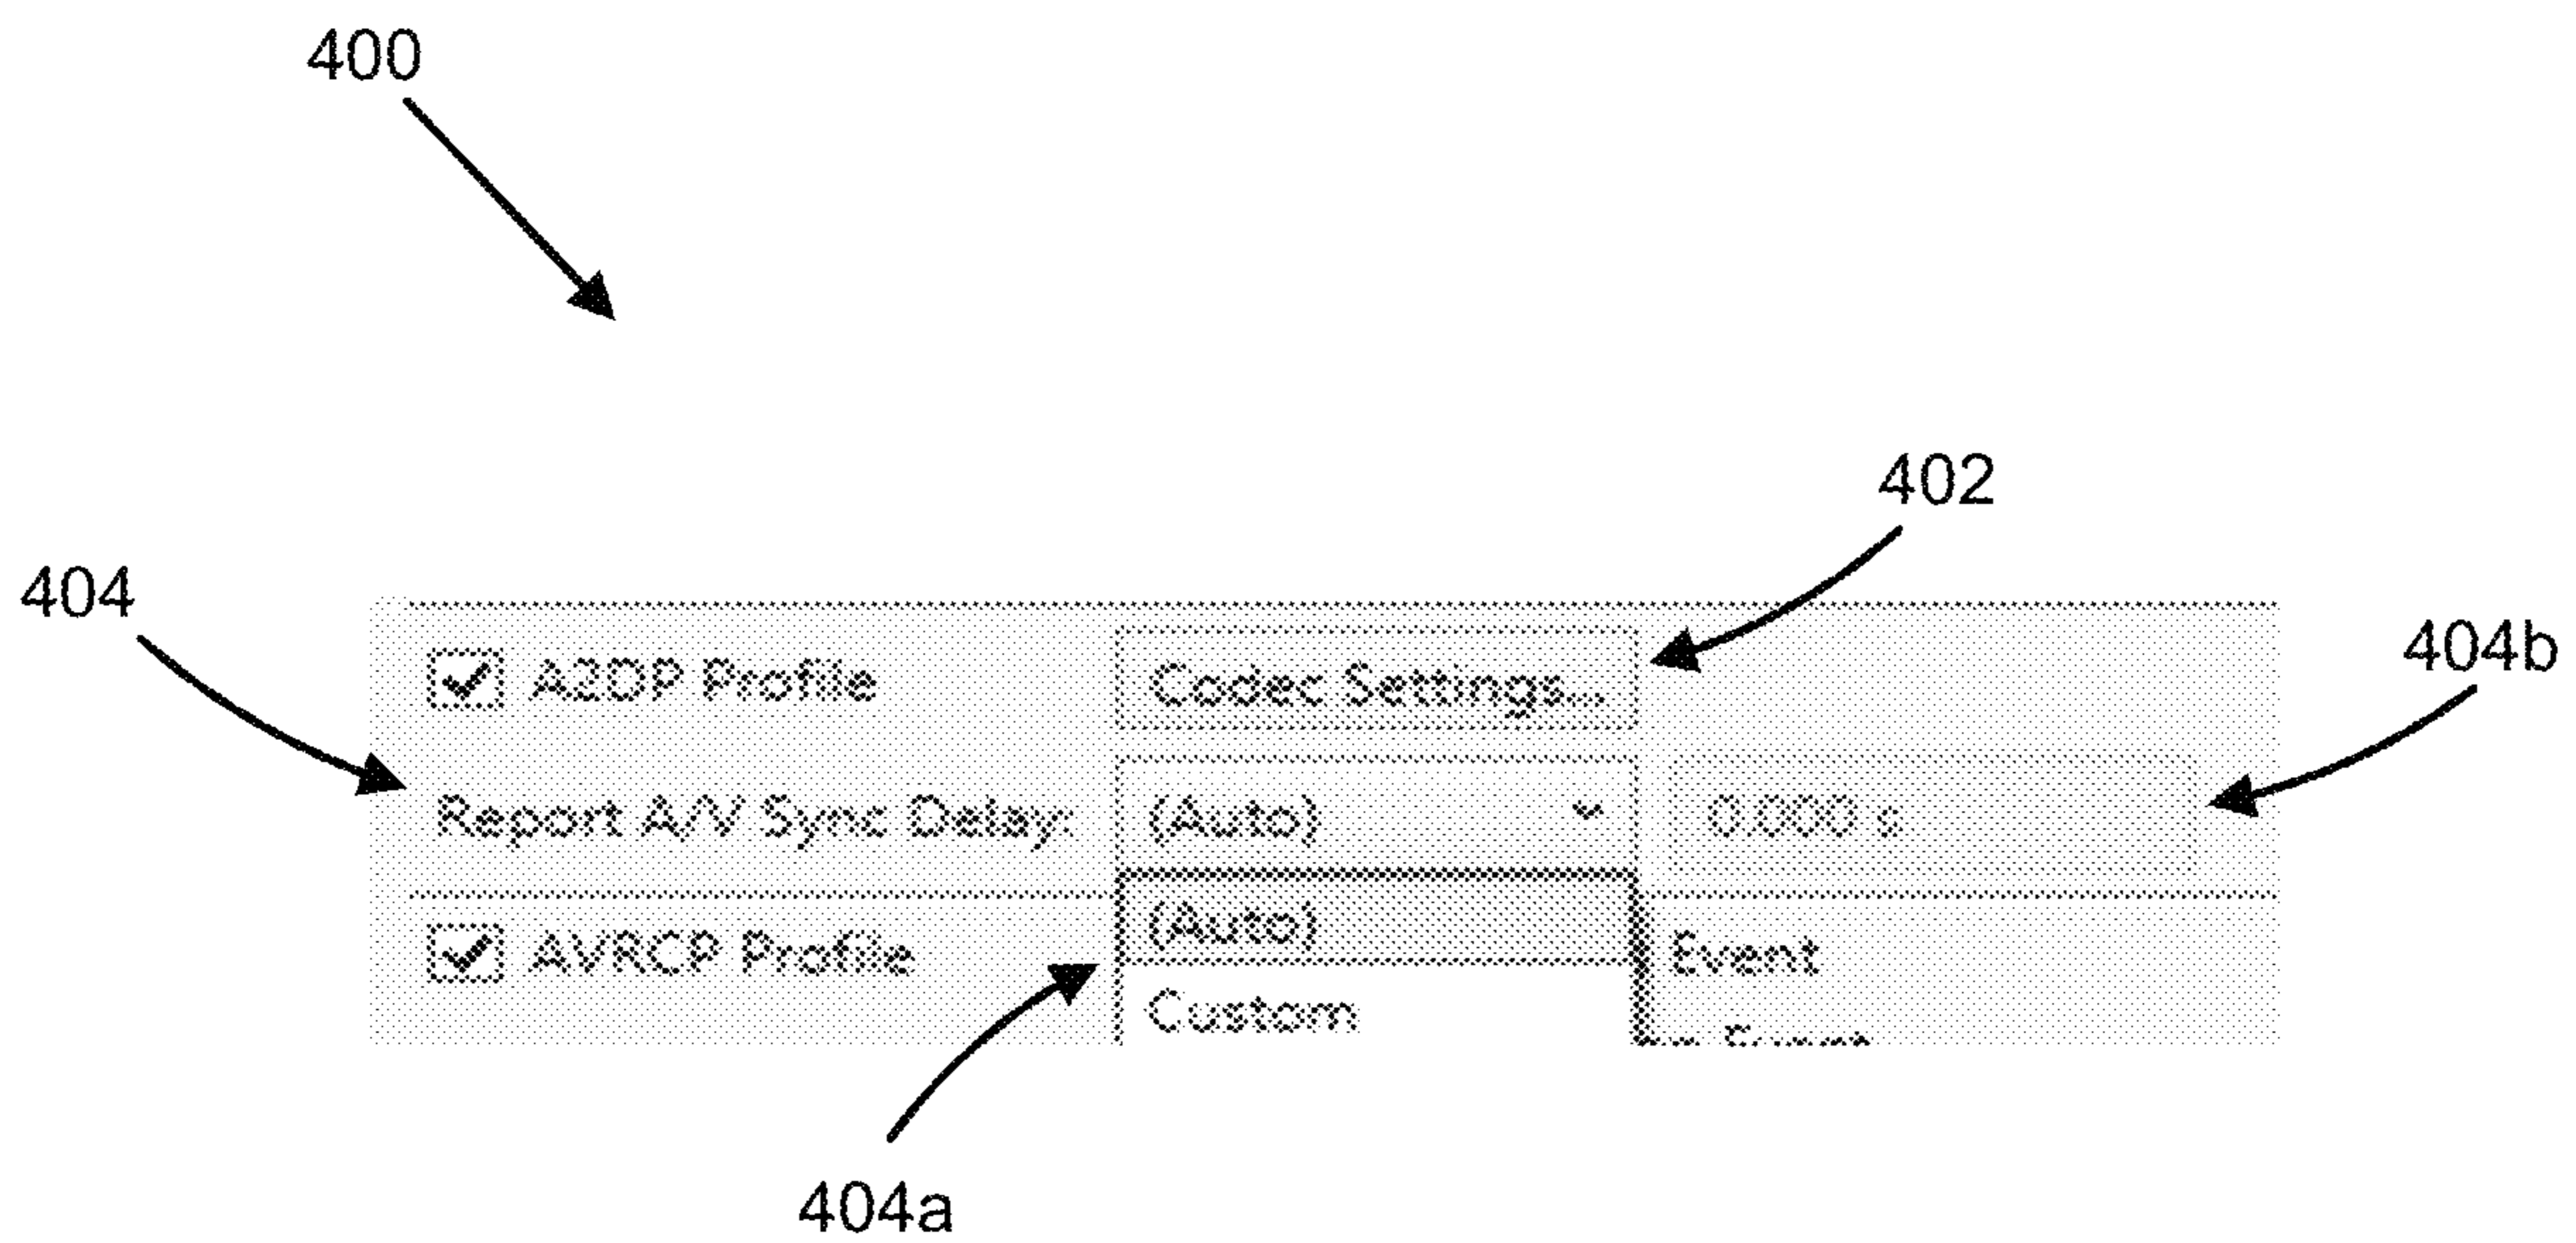 400
402
404
404b
A2DP Profile Codec Settings...
Report A/V Sync Delay: (Auto) 0.000 s
(Auto)
AVRCP Profile Event
Custom
404a